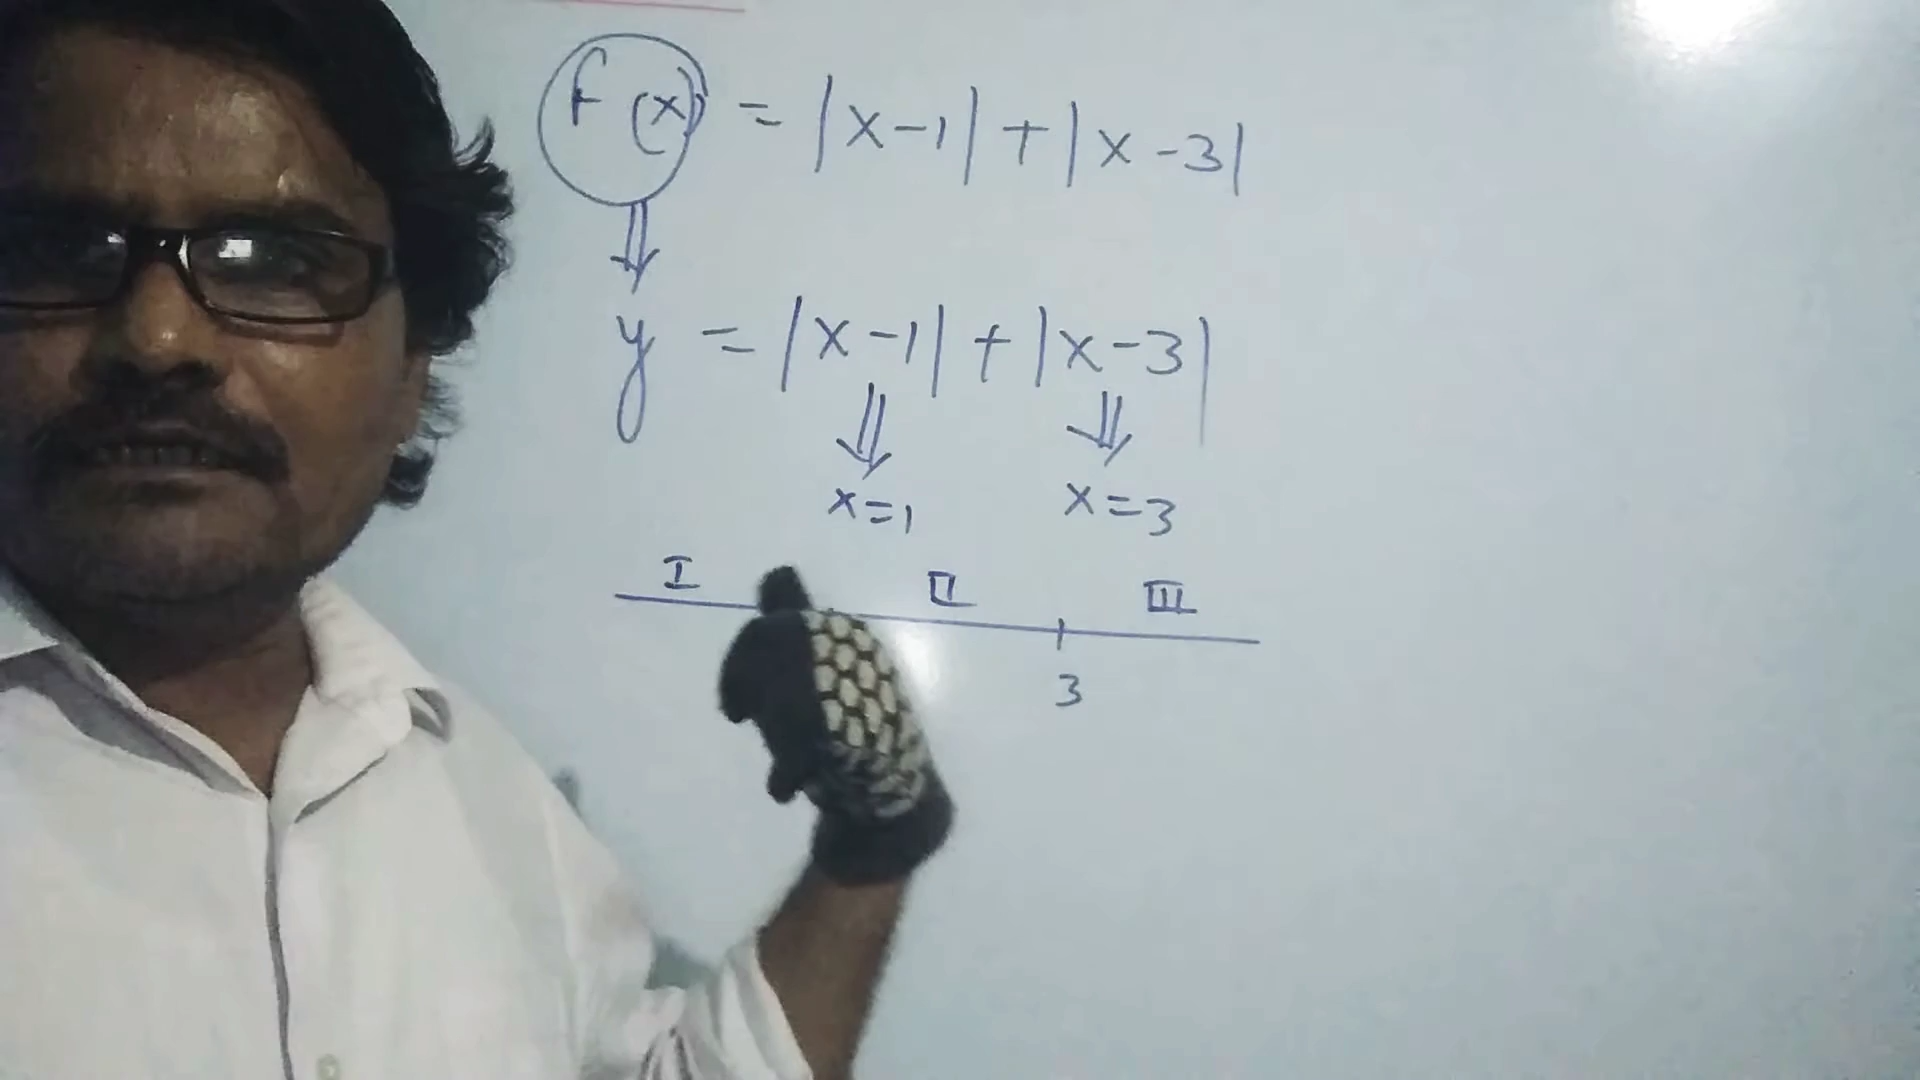 f(x) = |x-1| + |x-3|
⇓
y = |x-1| + |x-3|
⇓ ⇓
x=1 x=3
I II III
3